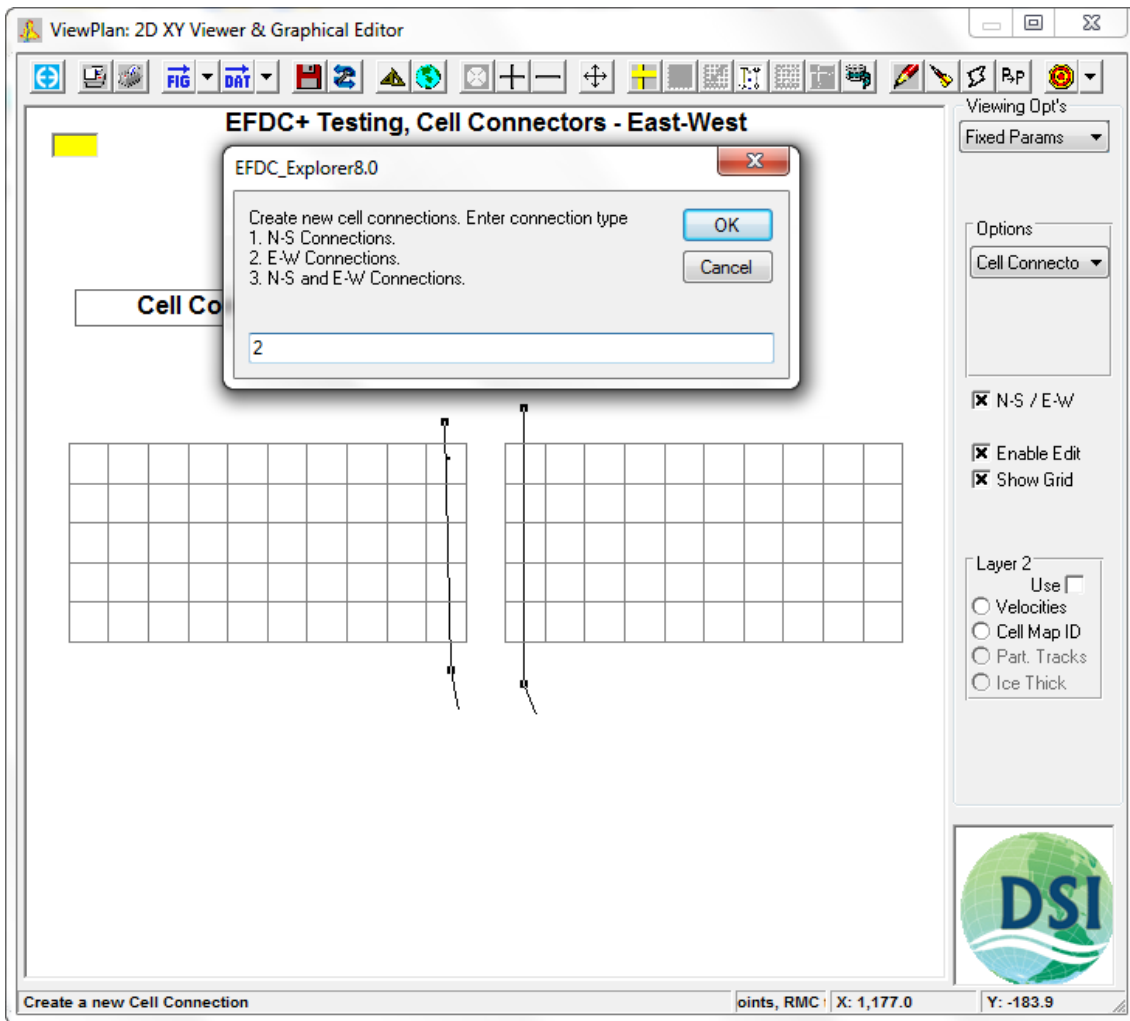 ViewPlan: 2D XY Viewer & Graphical Editor
FIG
DAT
P2P
Viewing Opt's
Fixed Params
EFDC+ Testing, Cell Connectors - East-West
EFDC_Explorer8.0
Create new cell connections. Enter connection type
1. N-S Connections.
2. E-W Connections.
3. N-S and E-W Connections.
OK
Cancel
2
Cell Co
Options
Cell Connecto
N-S / E-W
Enable Edit
Show Grid
Layer 2
Use
Velocities
Cell Map ID
Part. Tracks
Ice Thick
DSI
Create a new Cell Connection
oints, RMC
X: 1,177.0
Y: -183.9